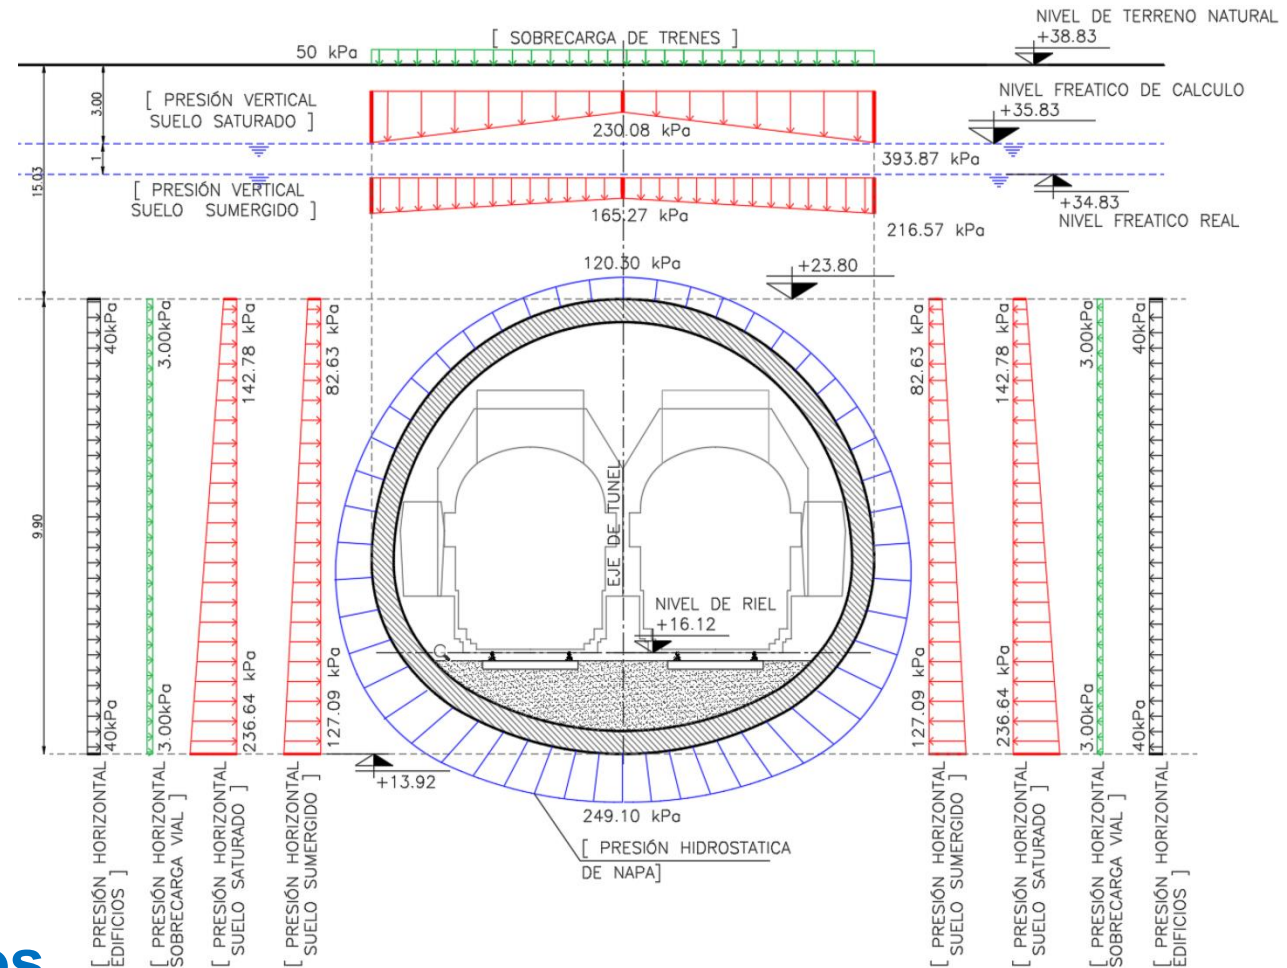 NIVEL DE TERRENO NATURAL
+38.83
[ SOBRECARGA DE TRENES ]
50 kPa
NIVEL FREATICO DE CALCULO
+35.83
3.00
[ PRESIÓN VERTICAL
SUELO SATURADO ]
230.08 kPa
393.87 kPa
1
15.03
[ PRESIÓN VERTICAL
SUELO SUMERGIDO ]
165.27 kPa
216.57 kPa
+34.83
NIVEL FREATICO REAL
120.30 kPa
+23.80
40kPa
3.00kPa
142.78 kPa
82.63 kPa
82.63 kPa
142.78 kPa
3.00kPa
40kPa
9.90
EJE DE TUNEL
NIVEL DE RIEL
+16.12
40kPa
3.00kPa
236.64 kPa
127.09 kPa
127.09 kPa
236.64 kPa
3.00kPa
40kPa
+13.92
249.10 kPa
[ PRESIÓN HIDROSTATICA
DE NAPA]
[ PRESIÓN HORIZONTAL
EDIFICIOS ]
[ PRESIÓN HORIZONTAL
SOBRECARGA VIAL ]
[ PRESIÓN HORIZONTAL
SUELO SATURADO ]
[ PRESIÓN HORIZONTAL
SUELO SUMERGIDO ]
[ PRESIÓN HORIZONTAL
SUELO SUMERGIDO ]
[ PRESIÓN HORIZONTAL
SUELO SATURADO ]
[ PRESIÓN HORIZONTAL
SOBRECARGA VIAL ]
[ PRESIÓN HORIZONTAL
EDIFICIOS ]